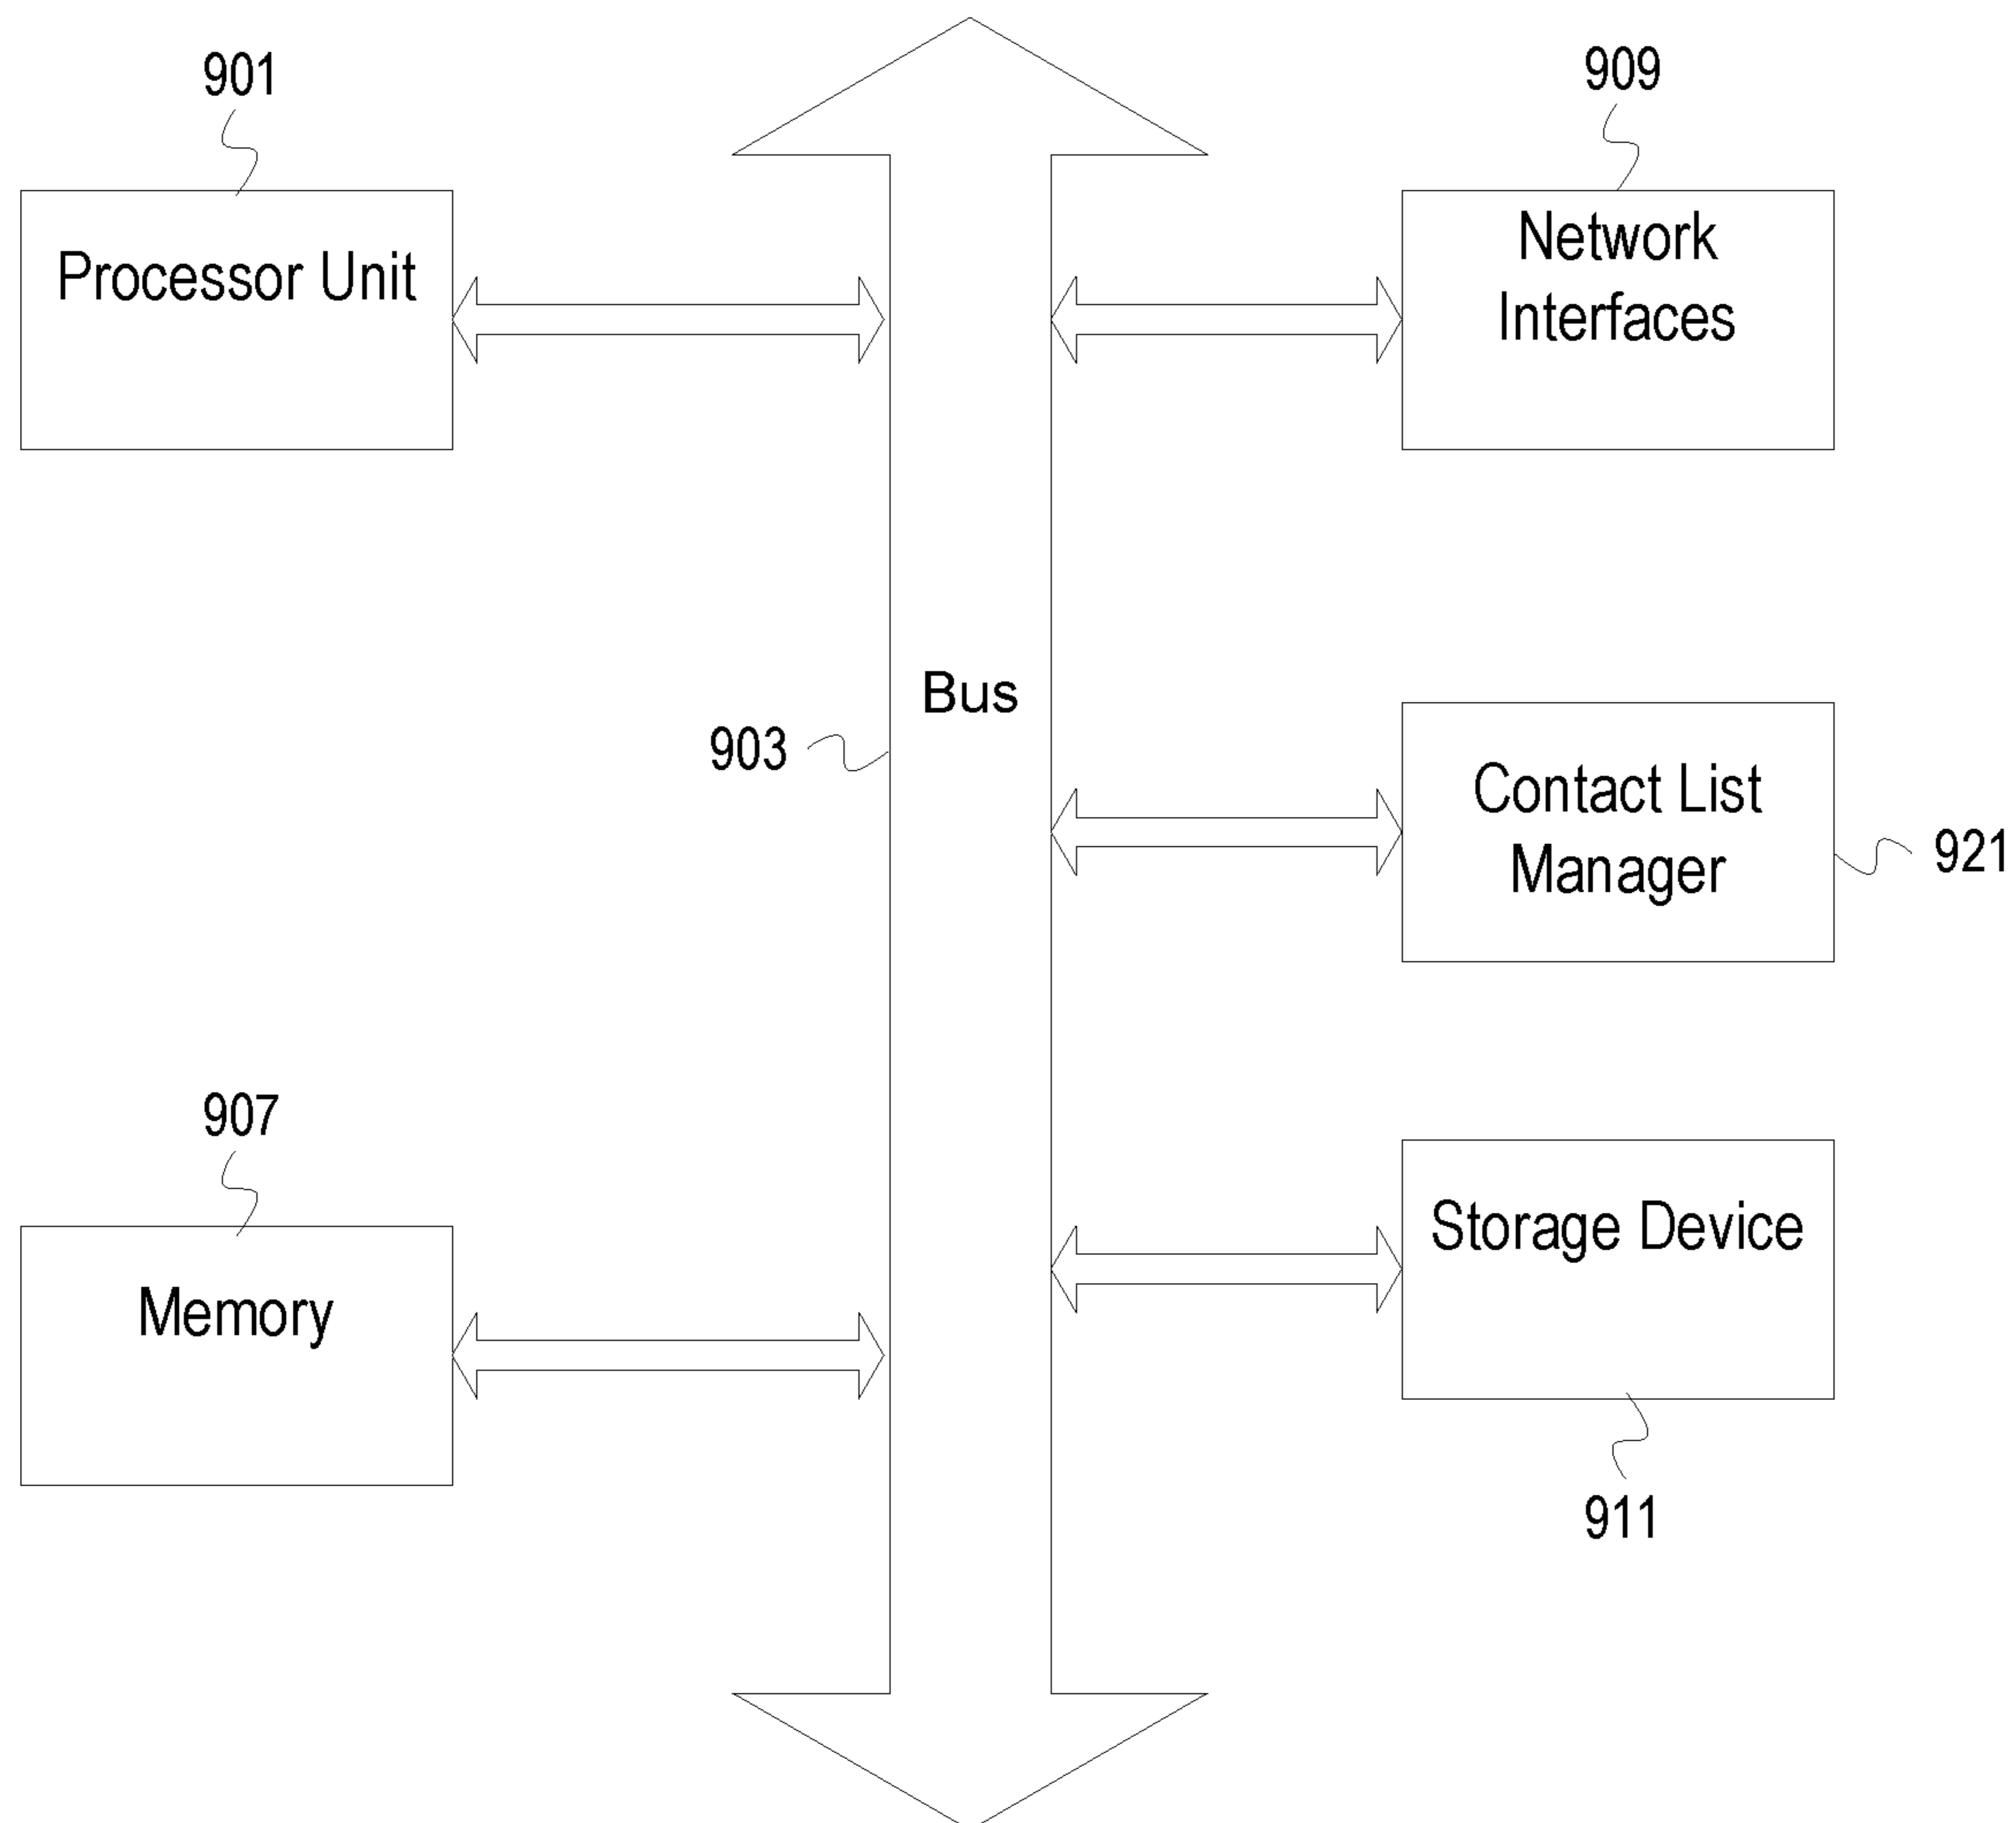 901
Processor Unit
909
Network
Interfaces
Bus
903
Contact List
Manager
921
907
Memory
Storage Device
911